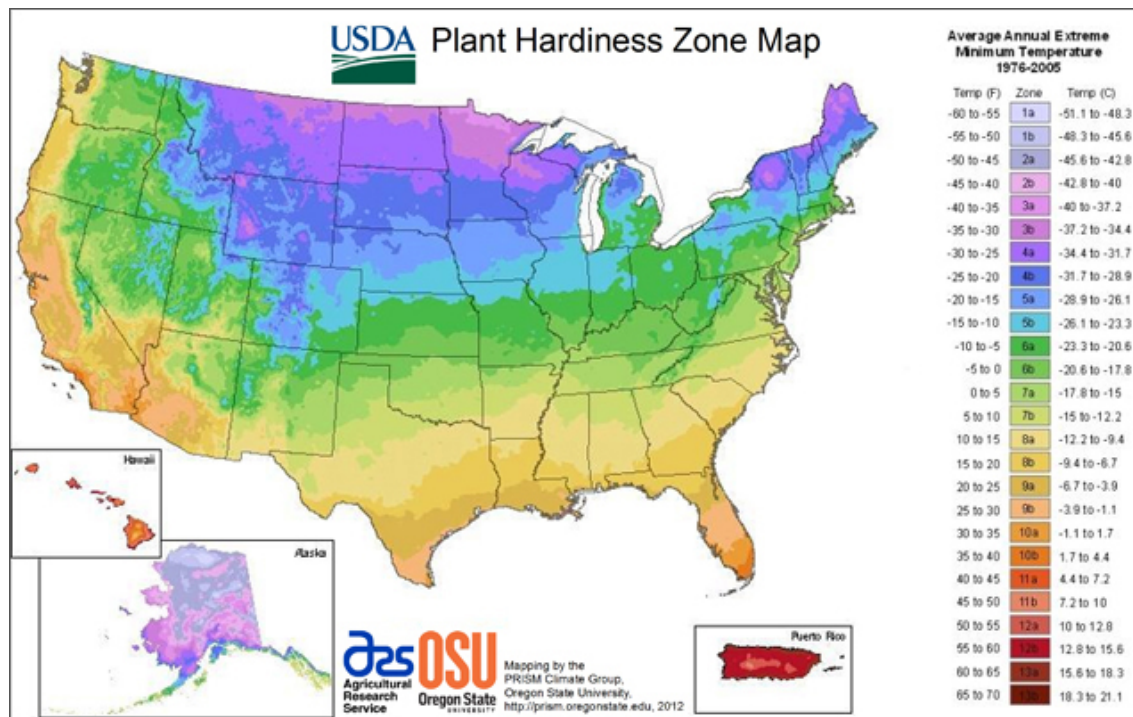 USDA
Plant Hardiness Zone Map
Average Annual Extreme
Minimum Temperature
1976-2005
Temp (F) Zone Temp (C)
-60 to -55 1a -51.1 to -48.3
-55 to -50 1b -48.3 to -45.6
-50 to -45 2a -45.6 to -42.8
-45 to -40 2b -42.8 to -40
-40 to -35 3a -40 to -37.2
-35 to -30 3b -37.2 to -34.4
-30 to -25 4a -34.4 to -31.7
-25 to -20 4b -31.7 to -28.9
-20 to -15 5a -28.9 to -26.1
-15 to -10 5b -26.1 to -23.3
-10 to -5 6a -23.3 to -20.6
-5 to 0 6b -20.6 to -17.8
0 to 5 7a -17.8 to -15
5 to 10 7b -15 to -12.2
10 to 15 8a -12.2 to -9.4
15 to 20 8b -9.4 to -6.7
20 to 25 9a -6.7 to -3.9
25 to 30 9b -3.9 to -1.1
30 to 35 10a -1.1 to 1.7
35 to 40 10b 1.7 to 4.4
40 to 45 11a 4.4 to 7.2
45 to 50 11b 7.2 to 10
50 to 55 12a 10 to 12.8
55 to 60 12b 12.8 to 15.6
60 to 65 13a 15.6 to 18.3
65 to 70 13b 18.3 to 21.1
Hawaii
Alaska
Puerto Rico
ars
Agricultural
Research
Service
OSU
Oregon State
UNIVERSITY
Mapping by the
PRISM Climate Group,
Oregon State University,
http://prism.oregonstate.edu, 2012